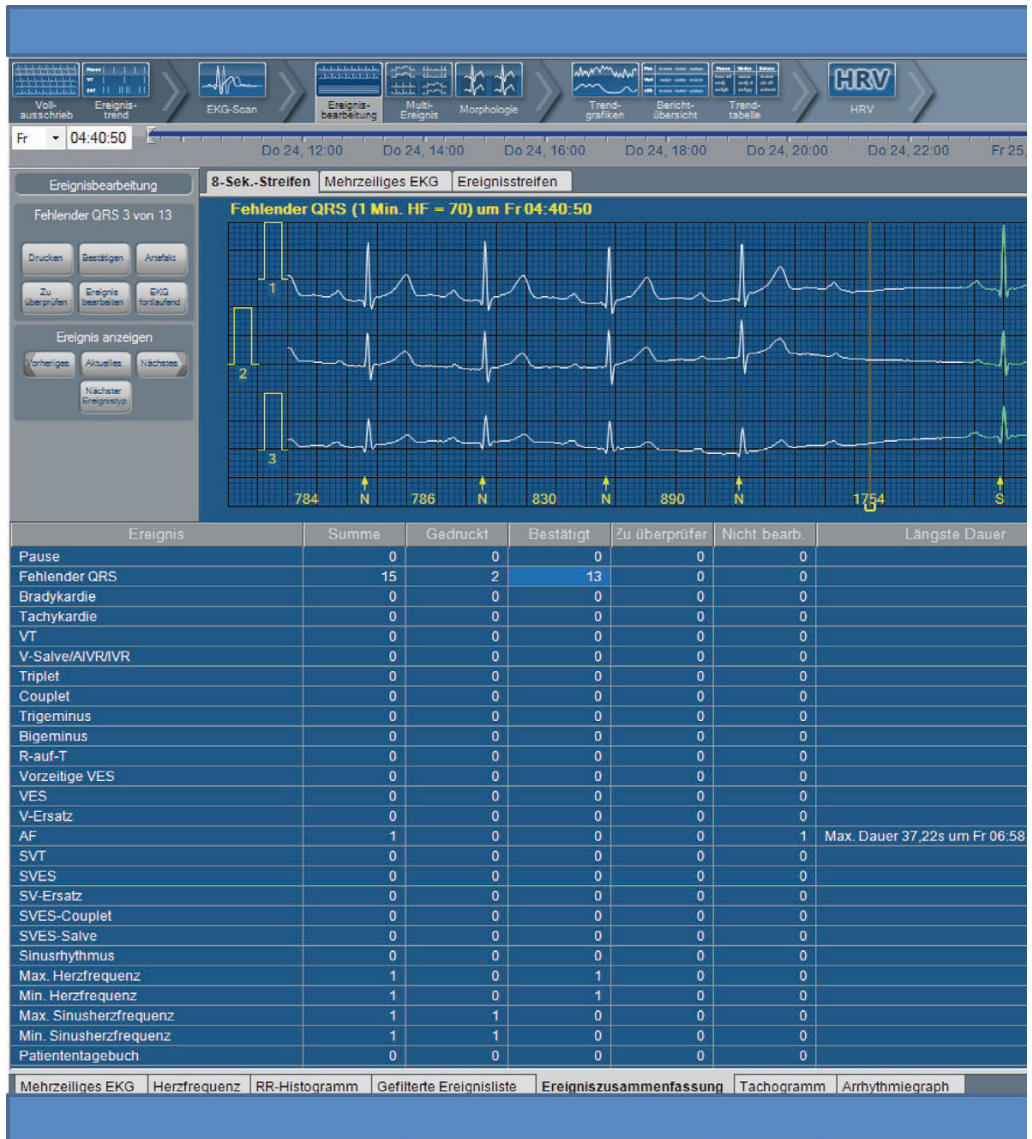 Voll-
ausschrieb
Ereignis-
trend
EKG-Scan
Ereignis-
bearbeitung
Multi-
Ereignis
Morphologie
Trend-
grafiken
Bericht-
übersicht
Trend-
tabelle
HRV
HRV
Fr 04:40:50
Do 24, 12:00 Do 24, 14:00 Do 24, 16:00 Do 24, 18:00 Do 24, 20:00 Do 24, 22:00 Fr 25,
Ereignisbearbeitung
Fehlender QRS 3 von 13
Drucken Bestätigen Artefakt
Zu
überprüfen
Ereignis
bearbeiten
EKG
fortlaufend
Ereignis anzeigen
Vorheriges Aktuelles Nächstes
Nächster
Ereignistyp
8-Sek.-Streifen Mehrzeiliges EKG Ereignisstreifen
Fehlender QRS (1 Min. HF = 70) um Fr 04:40:50
1
2
3
784 N 786 N 830 N 890 N 1754 S
Ereignis Summe Gedruckt Bestätigt Zu überprüfer Nicht bearb. Längste Dauer
Pause 0 0 0 0 0
Fehlender QRS 15 2 13 0 0
Bradykardie 0 0 0 0 0
Tachykardie 0 0 0 0 0
VT 0 0 0 0 0
V-Salve/AIVR/IVR 0 0 0 0 0
Triplet 0 0 0 0 0
Couplet 0 0 0 0 0
Trigeminus 0 0 0 0 0
Bigeminus 0 0 0 0 0
R-auf-T 0 0 0 0 0
Vorzeitige VES 0 0 0 0 0
VES 0 0 0 0 0
V-Ersatz 0 0 0 0 0
AF 1 0 0 0 1 Max. Dauer 37,22s um Fr 06:58
SVT 0 0 0 0 0
SVES 0 0 0 0 0
SV-Ersatz 0 0 0 0 0
SVES-Couplet 0 0 0 0 0
SVES-Salve 0 0 0 0 0
Sinusrhythmus 0 0 0 0 0
Max. Herzfrequenz 1 0 1 0 0
Min. Herzfrequenz 1 0 1 0 0
Max. Sinusherzfrequenz 1 1 0 0 0
Min. Sinusherzfrequenz 1 1 0 0 0
Patiententagebuch 0 0 0 0 0
Mehrzeiliges EKG Herzfrequenz RR-Histogramm Gefilterte Ereignisliste Ereigniszusammenfassung Tachogramm Arrhythmiegraph